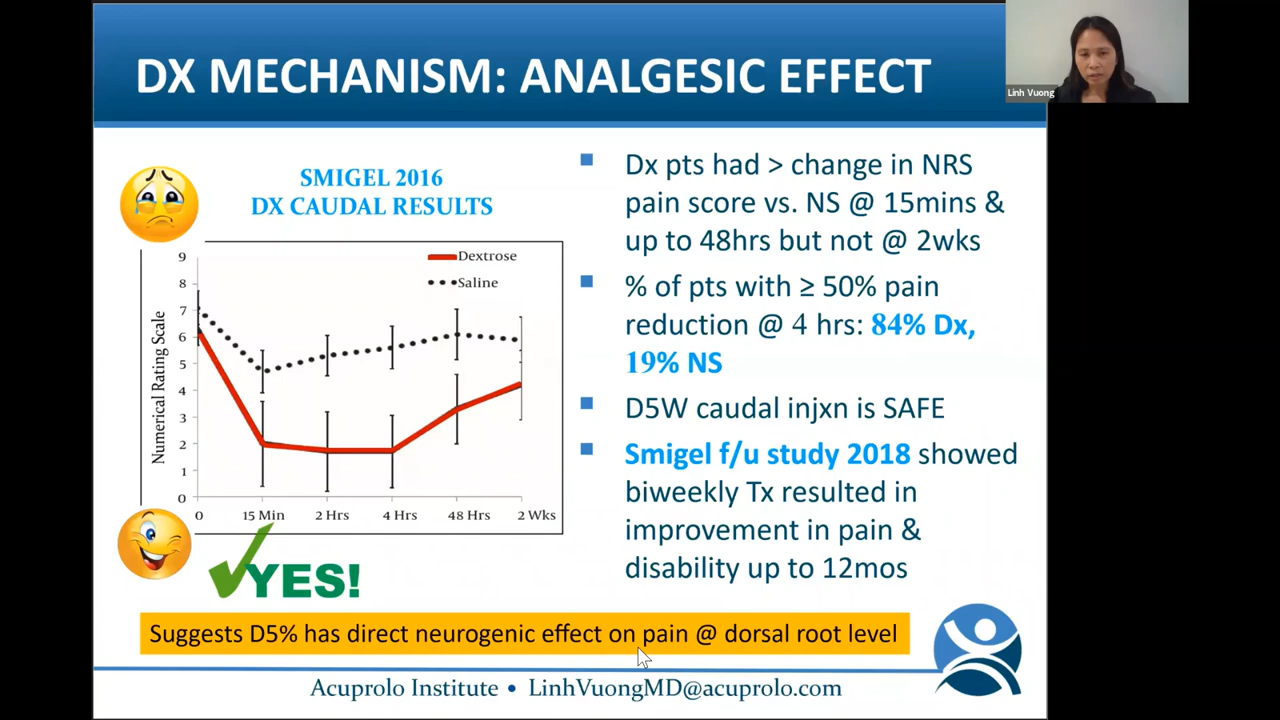 DX MECHANISM: ANALGESIC EFFECT
Linh Vuong
SMIGEL 2016
DX CAUDAL RESULTS
Numerical Rating Scale
9
8
7
6
5
4
3
2
1
0
Dextrose
Saline
0 15 Min 2 Hrs 4 Hrs 48 Hrs 2 Wks
YES!
Dx pts had > change in NRS
pain score vs. NS @ 15mins &
up to 48hrs but not @ 2wks
% of pts with ≥ 50% pain
reduction @ 4 hrs: 84% Dx,
19% NS
D5W caudal injxn is SAFE
Smigel f/u study 2018 showed
biweekly Tx resulted in
improvement in pain &
disability up to 12mos
Suggests D5% has direct neurogenic effect on pain @ dorsal root level
Acuprolo Institute • LinhVuongMD@acuprolo.com